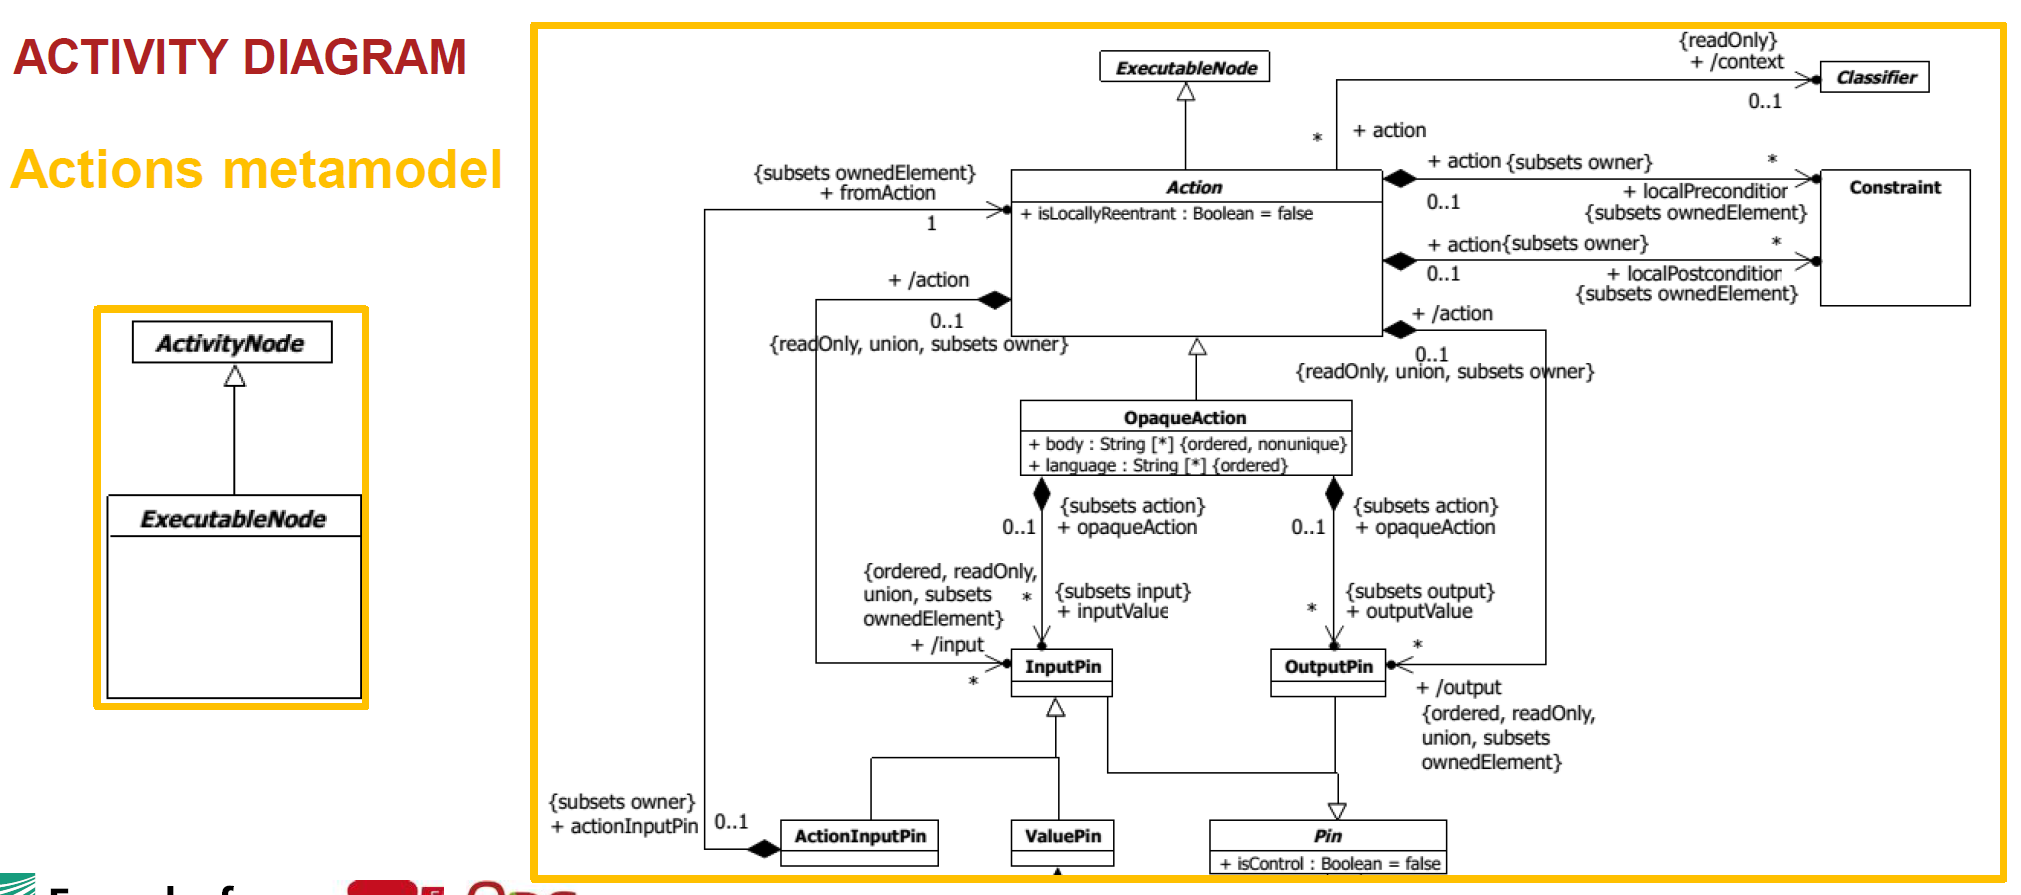 ACTIVITY DIAGRAM
Actions metamodel
ActivityNode
ExecutableNode
ExecutableNode
{readOnly}
+ /context
Classifier
0..1
*
+ action
+ action {subsets owner}
*
{subsets ownedElement}
+ fromAction
1
Action
+ isLocallyReentrant : Boolean = false
0..1
+ localPreconditior
{subsets ownedElement}
Constraint
+ action{subsets owner}
*
0..1
+ localPostconditior
{subsets ownedElement}
+ /action
0..1
{readOnly, union, subsets owner}
+ /action
0..1
{readOnly, union, subsets owner}
OpaqueAction
+ body : String [*] {ordered, nonunique}
+ language : String [*] {ordered}
{subsets action}
0..1
+ opaqueAction
{subsets action}
0..1
+ opaqueAction
{ordered, readOnly,
union, subsets
ownedElement}
+ /input
*
*
{subsets input}
+ inputValue
{subsets output}
*
+ outputValue
*
InputPin
OutputPin
+ /output
{ordered, readOnly,
union, subsets
ownedElement}
{subsets owner}
+ actionInputPin
0..1
ActionInputPin
ValuePin
Pin
+ isControl : Boolean = false